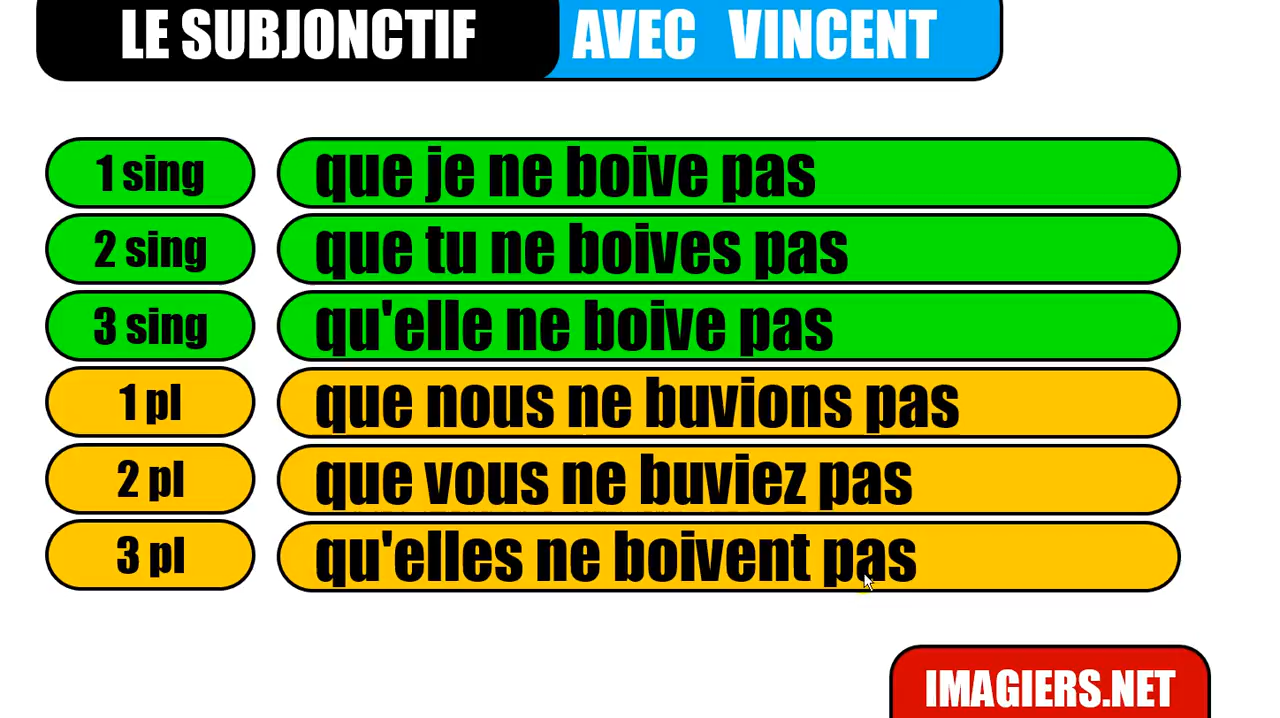 LE SUBJONCTIF AVEC VINCENT
1 sing que je ne boive pas
2 sing que tu ne boives pas
3 sing qu'elle ne boive pas
1 pl que nous ne buvions pas
2 pl que vous ne buviez pas
3 pl qu'elles ne boivent pas
IMAGIERS.NET